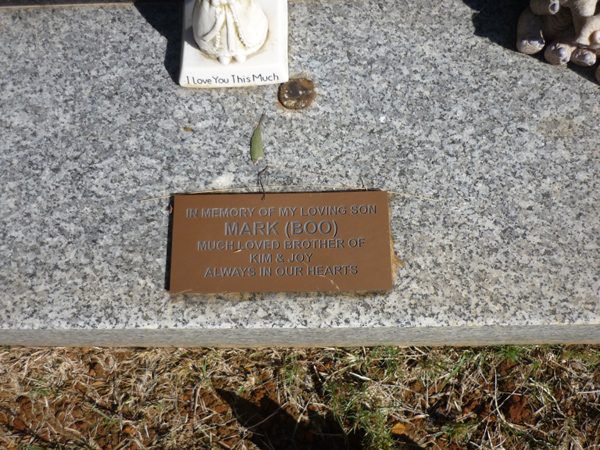 I Love You This Much
IN MEMORY OF MY LOVING SON
MARK (BOO)
MUCH LOVED BROTHER OF
KIM & JOY
ALWAYS IN OUR HEARTS